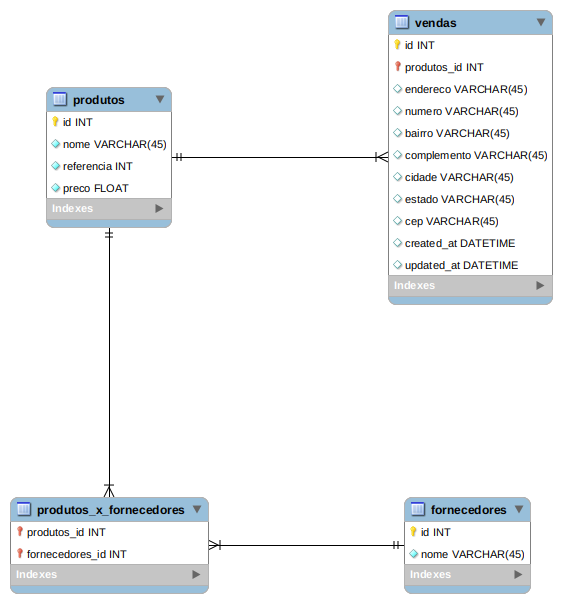 vendas
id INT
produtos_id INT
endereco VARCHAR(45)
numero VARCHAR(45)
bairro VARCHAR(45)
complemento VARCHAR(45)
cidade VARCHAR(45)
estado VARCHAR(45)
cep VARCHAR(45)
created_at DATETIME
updated_at DATETIME
Indexes
produtos
id INT
nome VARCHAR(45)
referencia INT
preco FLOAT
Indexes
produtos_x_fornecedores
produtos_id INT
fornecedores_id INT
Indexes
fornecedores
id INT
nome VARCHAR(45)
Indexes